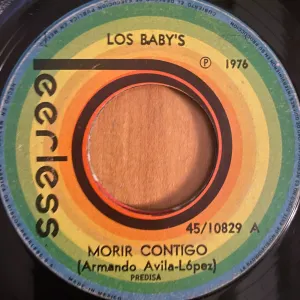 LOS BABY'S
℗ 1976
Peerless
45/10829 A
MORIR CONTIGO
(Armando Avila-López)
PREDISA